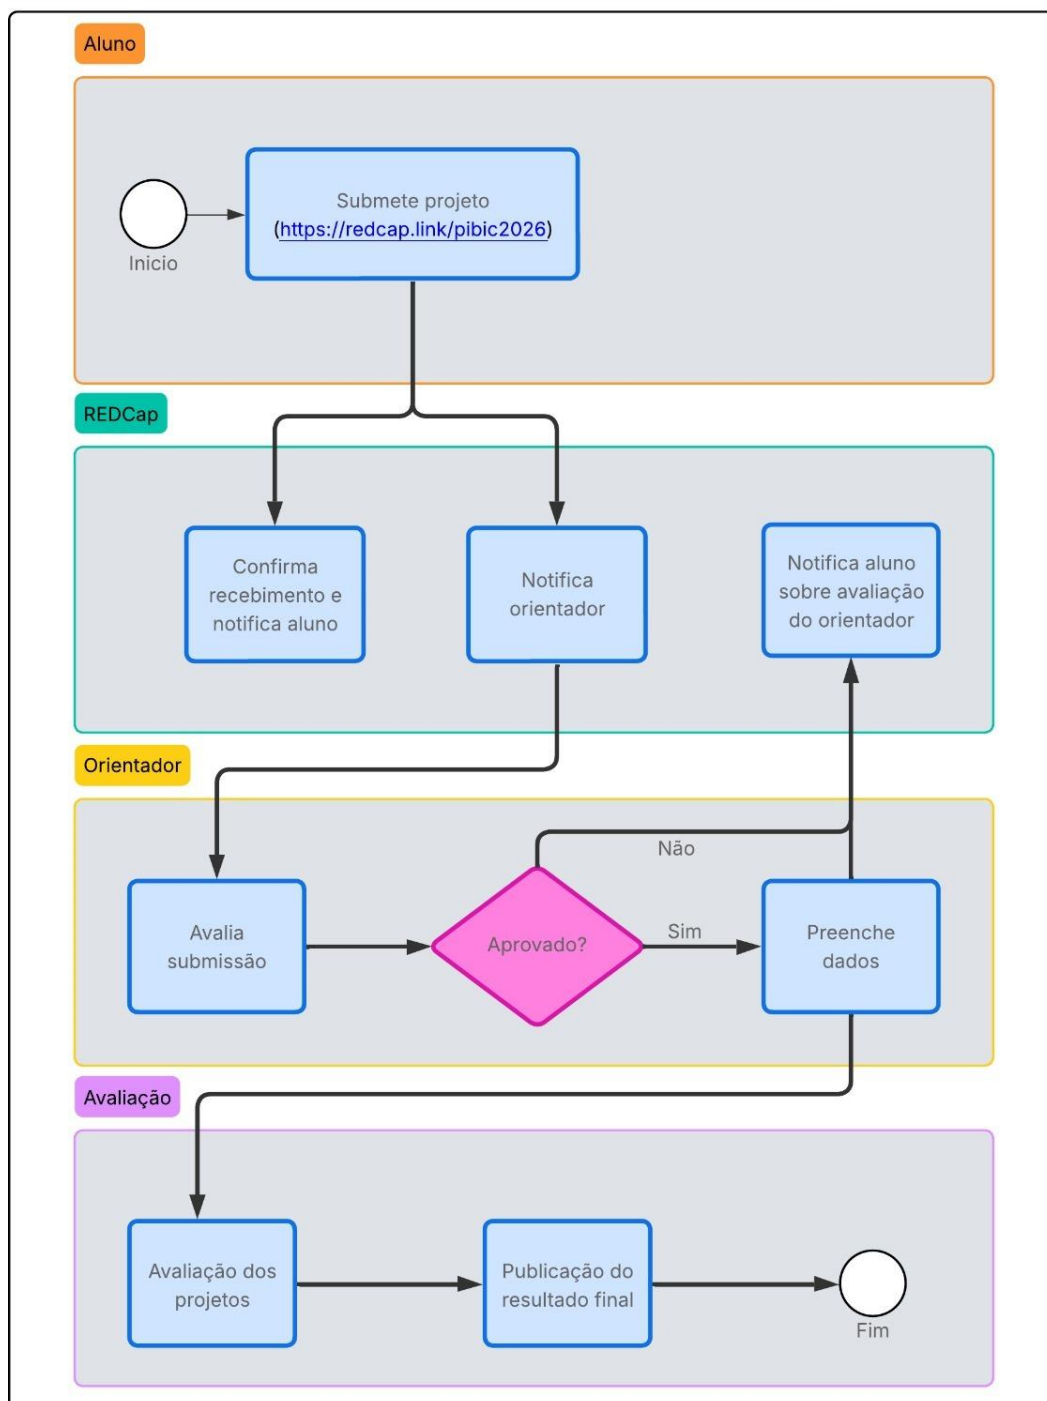 Aluno
Submete projeto
(https://redcap.link/pibic2026)
Inicio
REDCap
Confirma
recebimento e
notifica aluno
Notifica
orientador
Notifica aluno
sobre avaliação
do orientador
Orientador
Não
Avalia
submissão
Aprovado?
Sim
Preenche
dados
Avaliação
Avaliação dos
projetos
Publicação do
resultado final
Fim